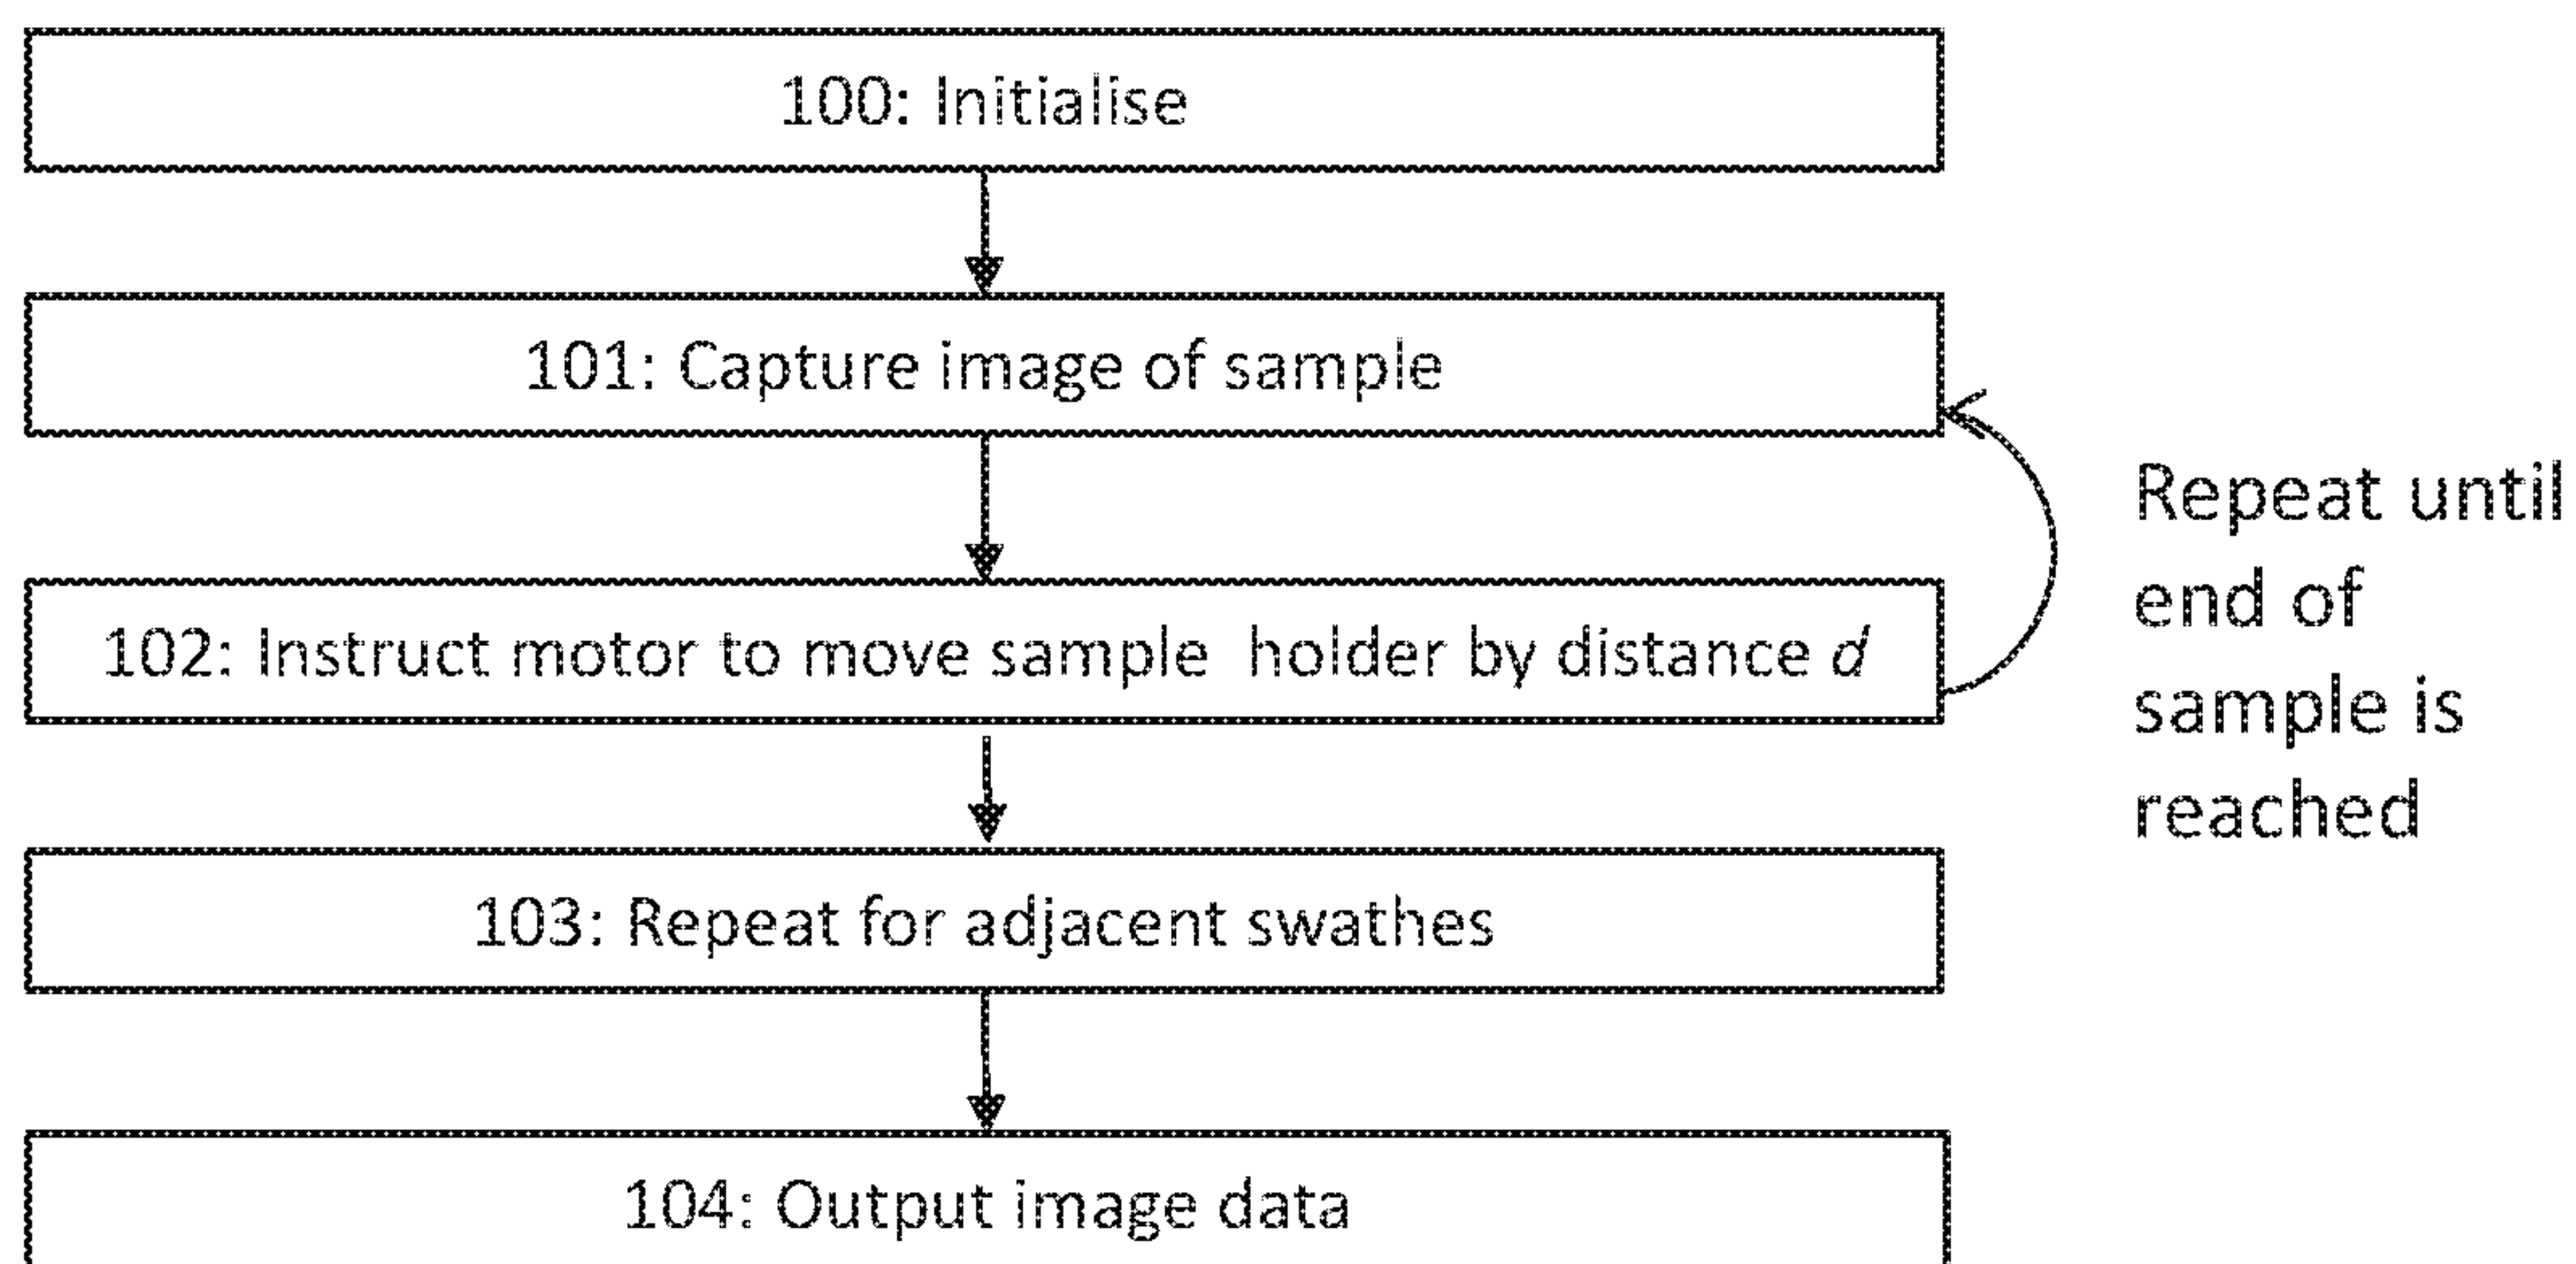 100: Initialise
101: Capture image of sample
Repeat until
end of
sample is
reached
102: Instruct motor to move sample holder by distance d
103: Repeat for adjacent swathes
104: Output image data